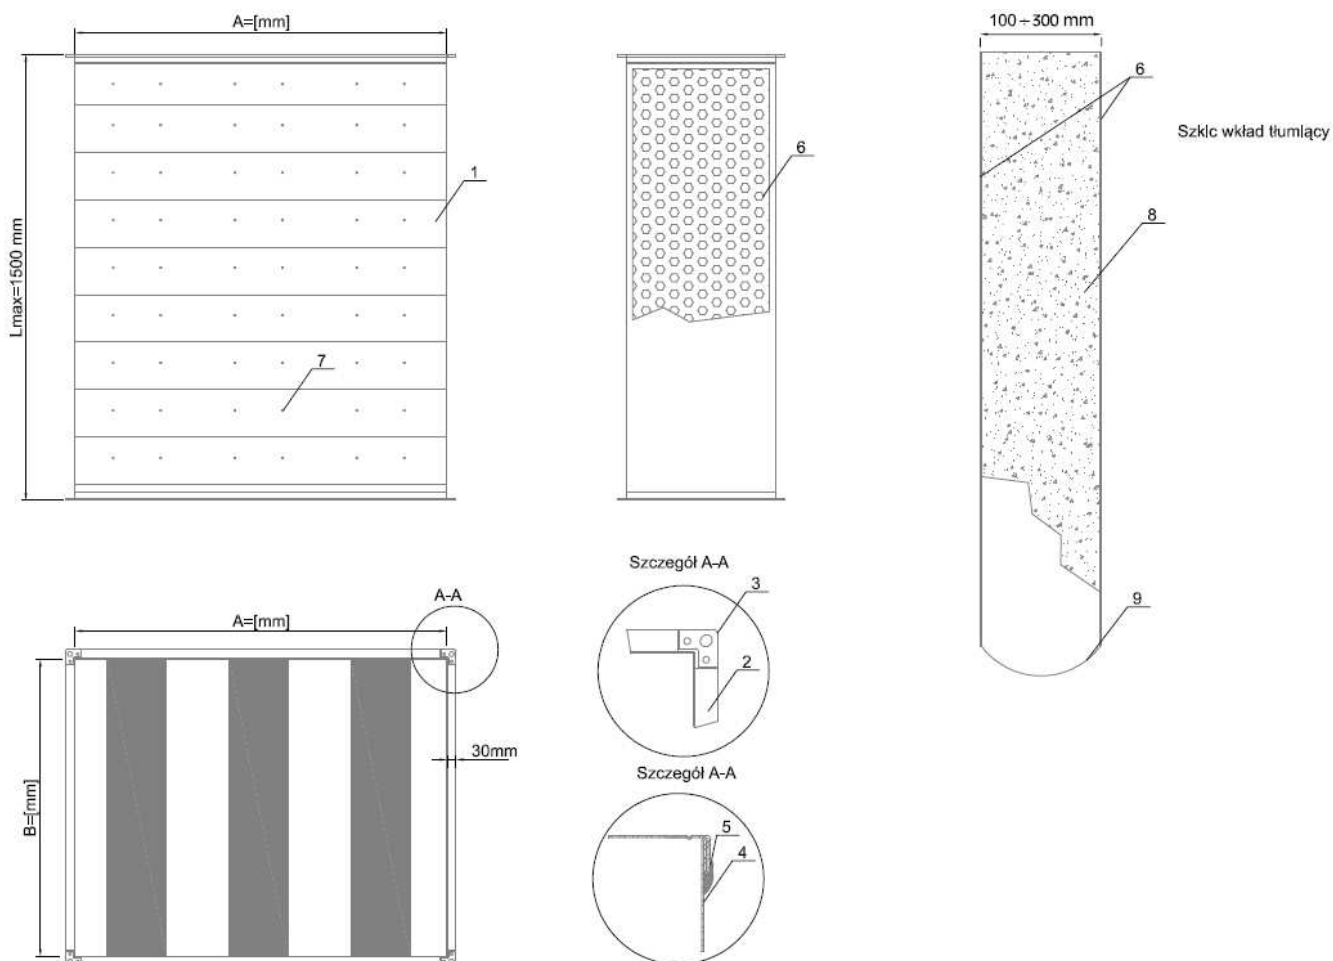 A=[mm]
100÷300 mm
6
Szklc wkład tłumlący
6
1
8
Lmax=1500 mm
7
Szczegół A-A
3
A-A
9
A=[mm]
2
30mm
Szczegół A-A
B=[mm]
5
4